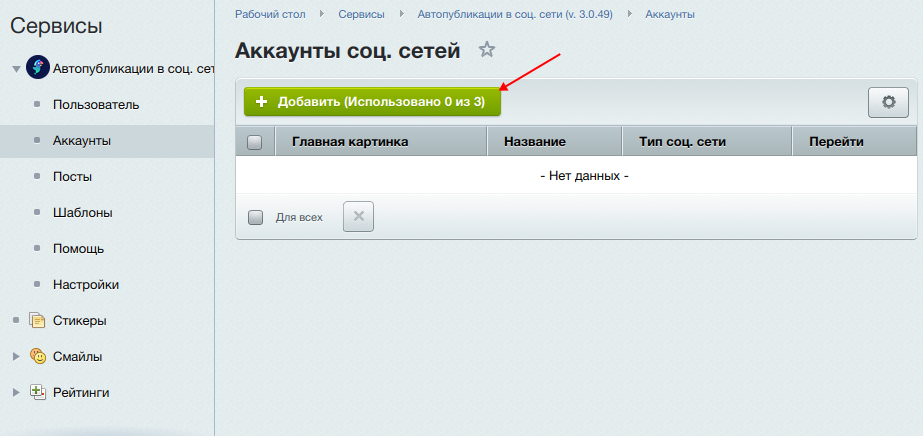 Сервисы
Автопубликации в соц. сет
Пользователь
Аккаунты
Посты
Шаблоны
Помощь
Настройки
Стикеры
Смайлы
Рейтинги
Рабочий стол Сервисы Автопубликации в соц. сети (v. 3.0.49) Аккаунты
Аккаунты соц. сетей
Добавить (Использовано 0 из 3)
Главная картинка Название Тип соц. сети Перейти
- Нет данных -
Для всех